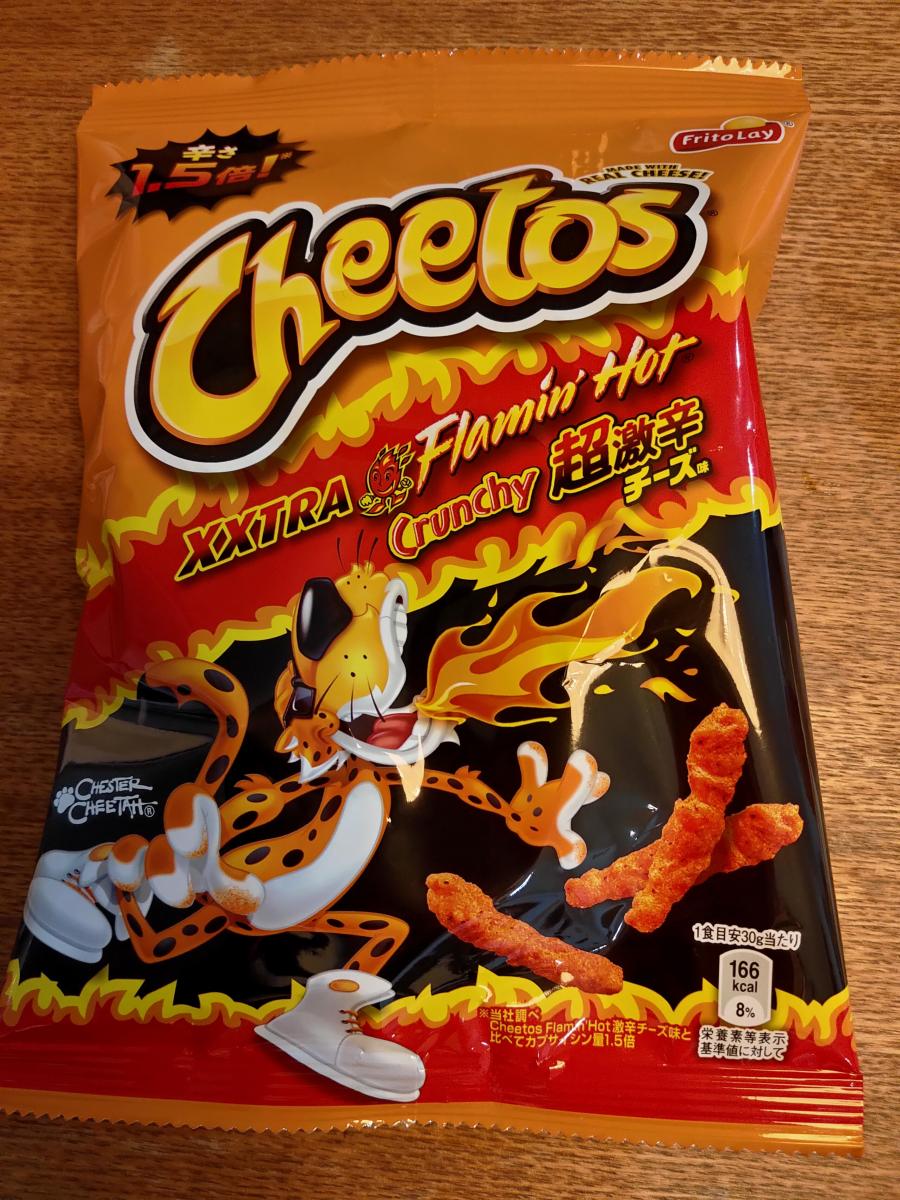 辛さ
1.5倍!※
FritoLay®
MADE WITH
REAL CHEESE!
Cheetos®
XXTRA Flamin' Hot®
Crunchy 超激辛
チーズ味
CHESTER
CHEETAH®
1食目安30g当たり
166
kcal
8%
栄養素等表示
基準値に対して
※当社調べ
Cheetos Flamin' Hot 激辛チーズ味と
比べてカプサイシン量1.5倍